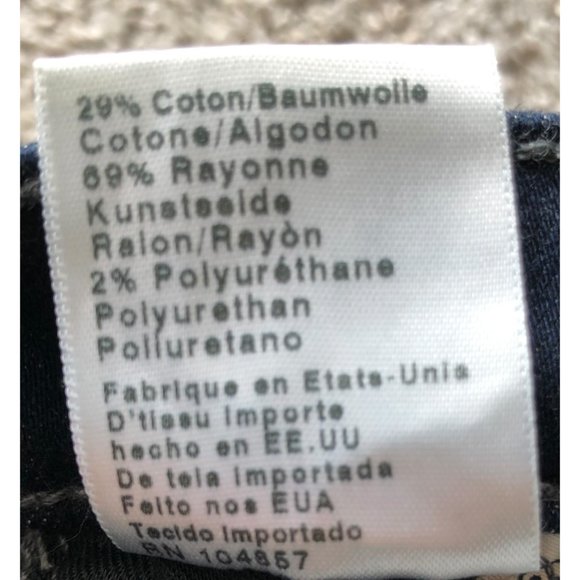 29% Coton/Baumwolle
Cotone/Algodon
69% Rayonne
Kunstseide
Raion/Rayòn
2% Polyuréthane
Polyurethan
Poliuretano
Fabrique en Etats-Unis
D'tissu Importe
hecho en EE.UU
De tela importada
Feito nos EUA
Tecido Importado
RN 104657